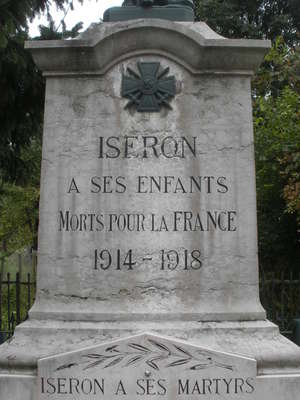 ISERON
A SES ENFANTS
MORTS POUR LA FRANCE
1914-1918
ISERON A SES MARTYRS